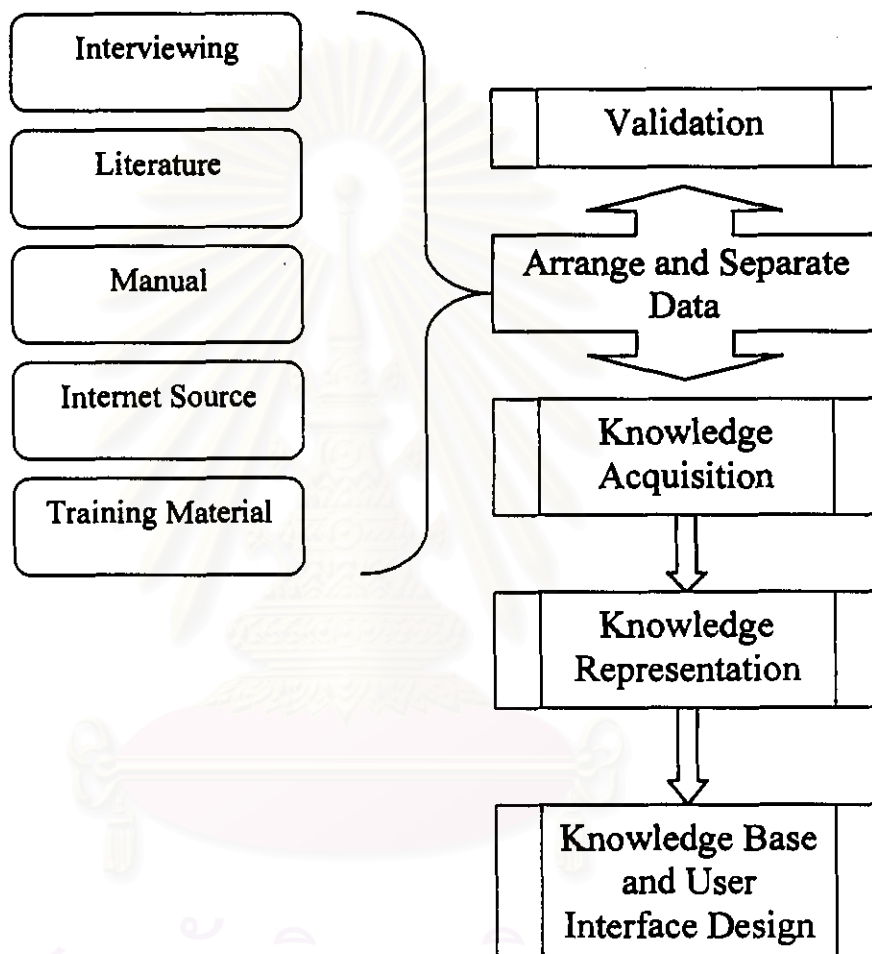 Interviewing
Literature
Manual
Internet Source
Training Material
Validation
Arrange and Separate
Data
Knowledge
Acquisition
Knowledge
Representation
Knowledge Base
and User
Interface Design